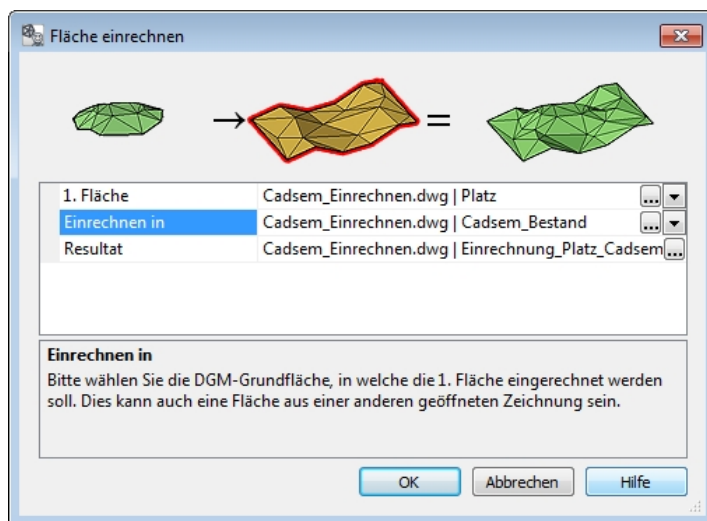 Fläche einrechnen
→ =
1. Fläche Cadsem_Einrechnen.dwg | Platz ...
Einrechnen in Cadsem_Einrechnen.dwg | Cadsem_Bestand ...
Resultat Cadsem_Einrechnen.dwg | Einrechnung_Platz_Cadsem ...
Einrechnen in
Bitte wählen Sie die DGM-Grundfläche, in welche die 1. Fläche eingerechnet werden
soll. Dies kann auch eine Fläche aus einer anderen geöffneten Zeichnung sein.
OK Abbrechen Hilfe